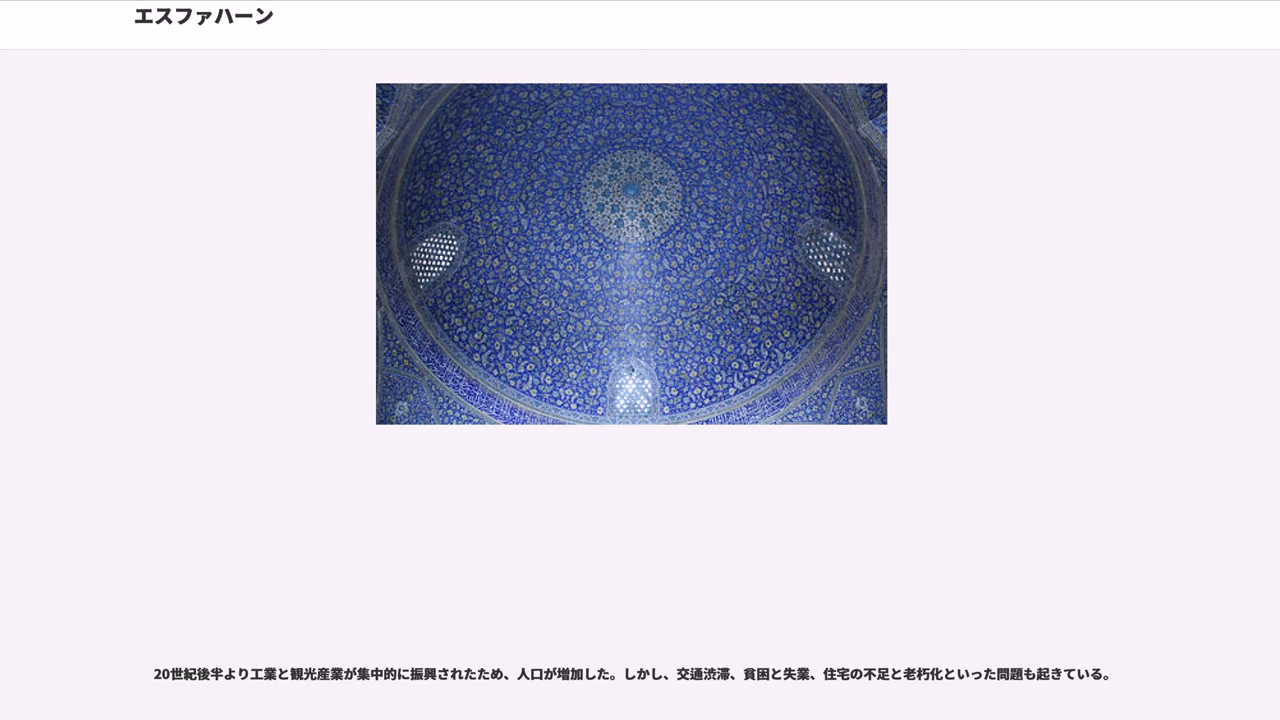 エスファハーン
20世紀後半より工業と観光産業が集中的に振興されたため、人口が増加した。しかし、交通渋滞、貧困と失業、住宅の不足と老朽化といった問題も起きている。